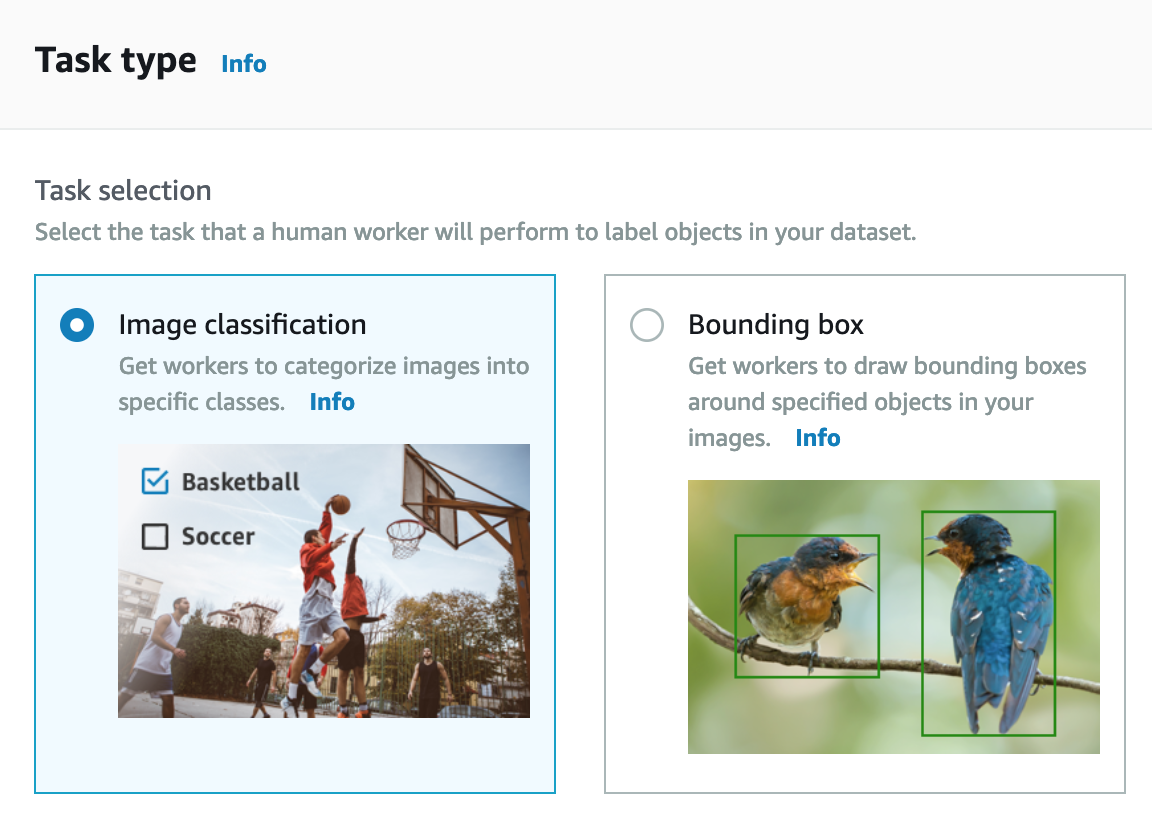 Task type Info
Task selection
Select the task that a human worker will perform to label objects in your dataset.
Image classification
Get workers to categorize images into
specific classes. Info
Basketball
Soccer
Bounding box
Get workers to draw bounding boxes
around specified objects in your
images. Info